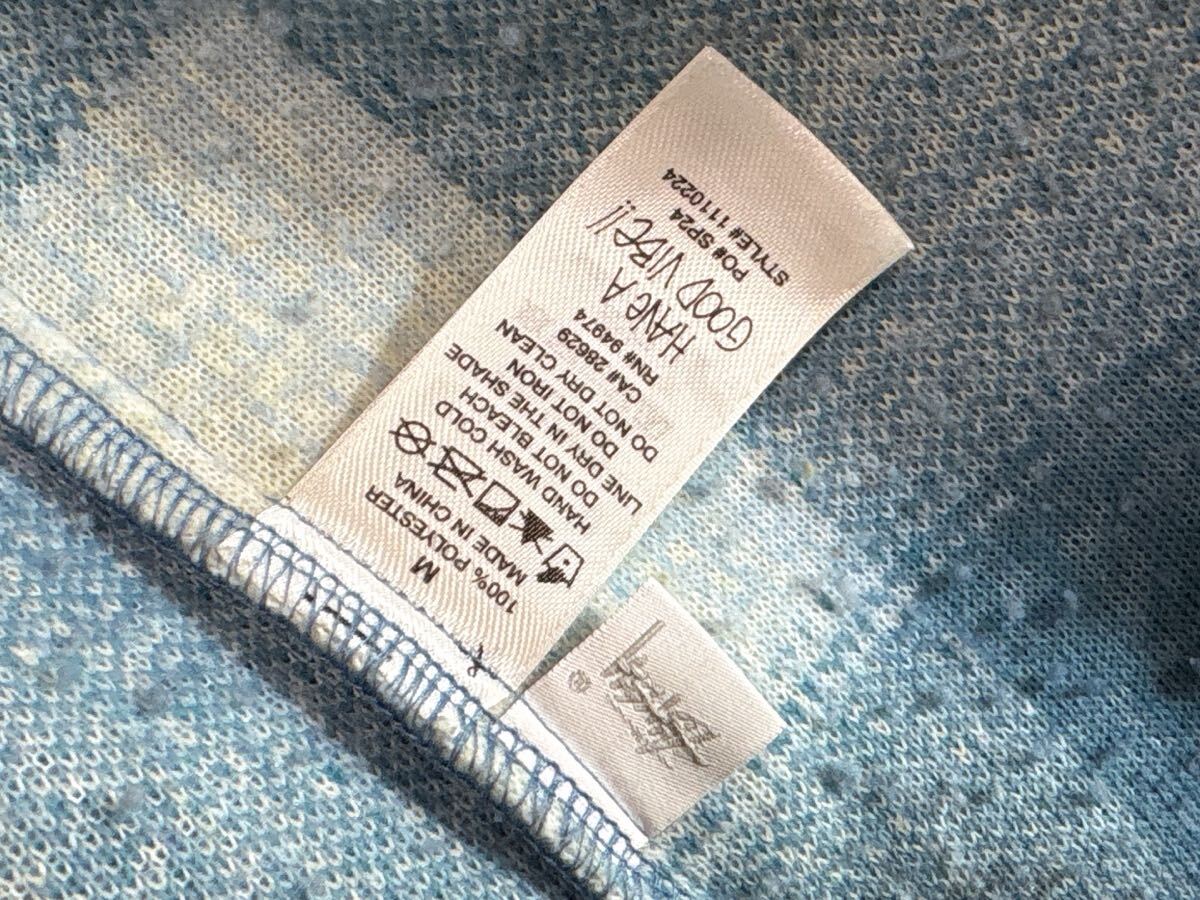 M
100% POLYESTER
MADE IN CHINA
HAND WASH COLD
DO NOT BLEACH
LINE DRY IN THE SHADE
DO NOT IRON
DO NOT DRY CLEAN
CA# 28629
RN# 94974
HAVE A
GOOD VIBE!!
PO# SP24
STYLE# 1110224
®